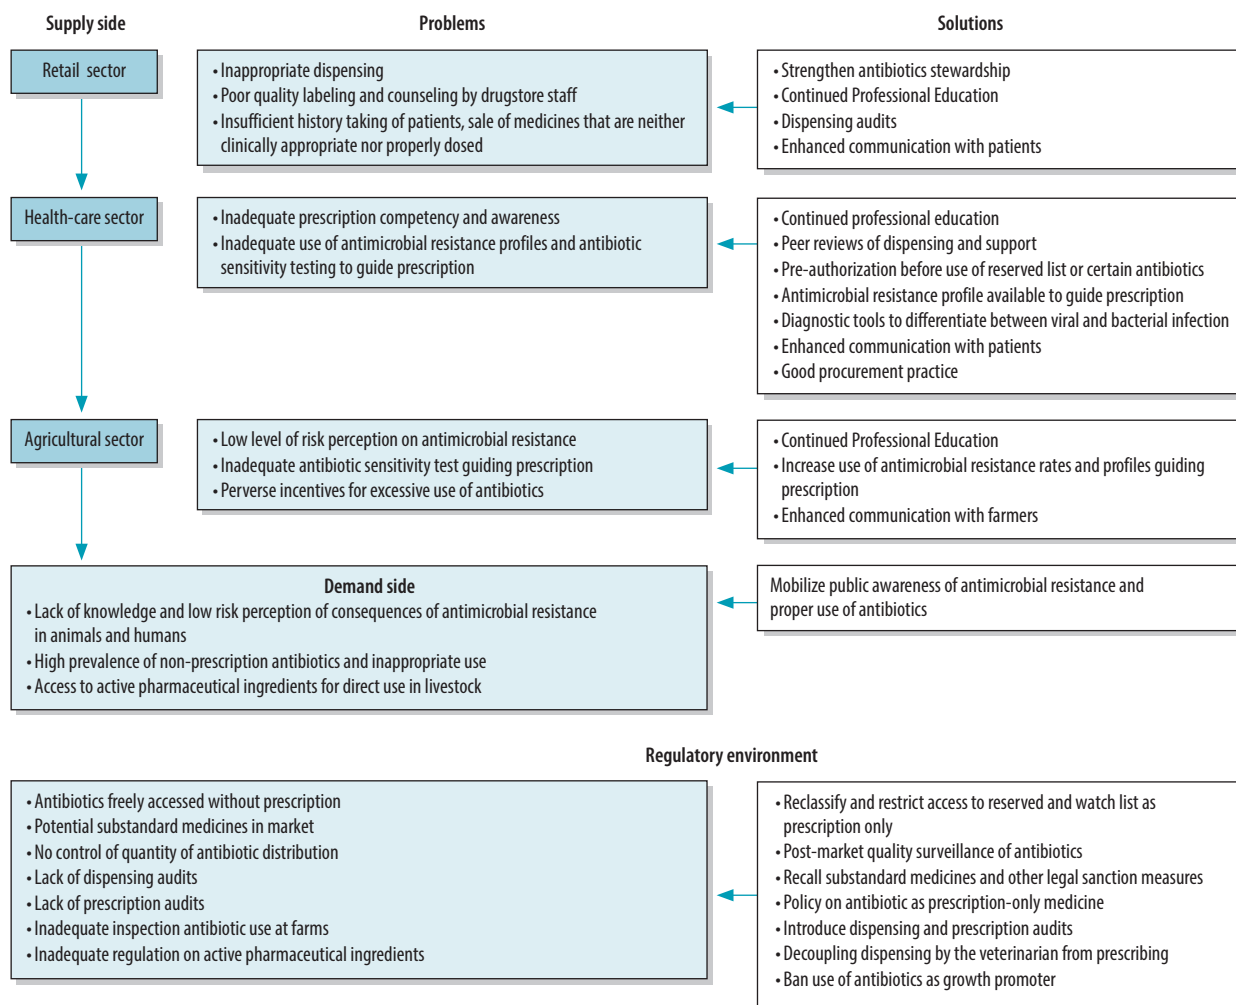 Supply side
Problems
Solutions
Retail sector
• Inappropriate dispensing
• Poor quality labeling and counseling by drugstore staff
• Insufficient history taking of patients, sale of medicines that are neither
clinically appropriate nor properly dosed
• Strengthen antibiotics stewardship
• Continued Professional Education
• Dispensing audits
• Enhanced communication with patients
Health-care sector
• Inadequate prescription competency and awareness
• Inadequate use of antimicrobial resistance profiles and antibiotic
sensitivity testing to guide prescription
• Continued professional education
• Peer reviews of dispensing and support
• Pre-authorization before use of reserved list or certain antibiotics
• Antimicrobial resistance profile available to guide prescription
• Diagnostic tools to differentiate between viral and bacterial infection
• Enhanced communication with patients
• Good procurement practice
Agricultural sector
• Low level of risk perception on antimicrobial resistance
• Inadequate antibiotic sensitivity test guiding prescription
• Perverse incentives for excessive use of antibiotics
• Continued Professional Education
• Increase use of antimicrobial resistance rates and profiles guiding
prescription
• Enhanced communication with farmers
Demand side
• Lack of knowledge and low risk perception of consequences of antimicrobial resistance
in animals and humans
• High prevalence of non-prescription antibiotics and inappropriate use
• Access to active pharmaceutical ingredients for direct use in livestock
Mobilize public awareness of antimicrobial resistance and
proper use of antibiotics
Regulatory environment
• Antibiotics freely accessed without prescription
• Potential substandard medicines in market
• No control of quantity of antibiotic distribution
• Lack of dispensing audits
• Lack of prescription audits
• Inadequate inspection antibiotic use at farms
• Inadequate regulation on active pharmaceutical ingredients
• Reclassify and restrict access to reserved and watch list as
prescription only
• Post-market quality surveillance of antibiotics
• Recall substandard medicines and other legal sanction measures
• Policy on antibiotic as prescription-only medicine
• Introduce dispensing and prescription audits
• Decoupling dispensing by the veterinarian from prescribing
• Ban use of antibiotics as growth promoter